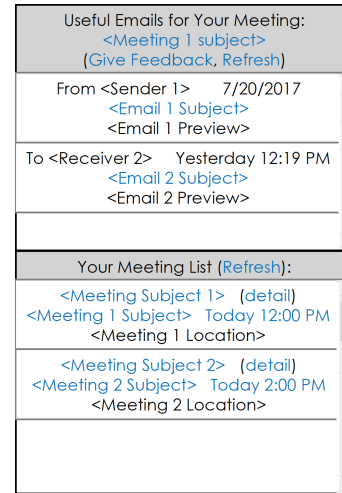 Useful Emails for Your Meeting:
<Meeting 1 subject>
(Give Feedback, Refresh)
From <Sender 1> 7/20/2017
<Email 1 Subject>
<Email 1 Preview>
To <Receiver 2> Yesterday 12:19 PM
<Email 2 Subject>
<Email 2 Preview>
Your Meeting List (Refresh):
<Meeting Subject 1> (detail)
<Meeting 1 Subject> Today 12:00 PM
<Meeting 1 Location>
<Meeting Subject 2> (detail)
<Meeting 2 Subject> Today 2:00 PM
<Meeting 2 Location>